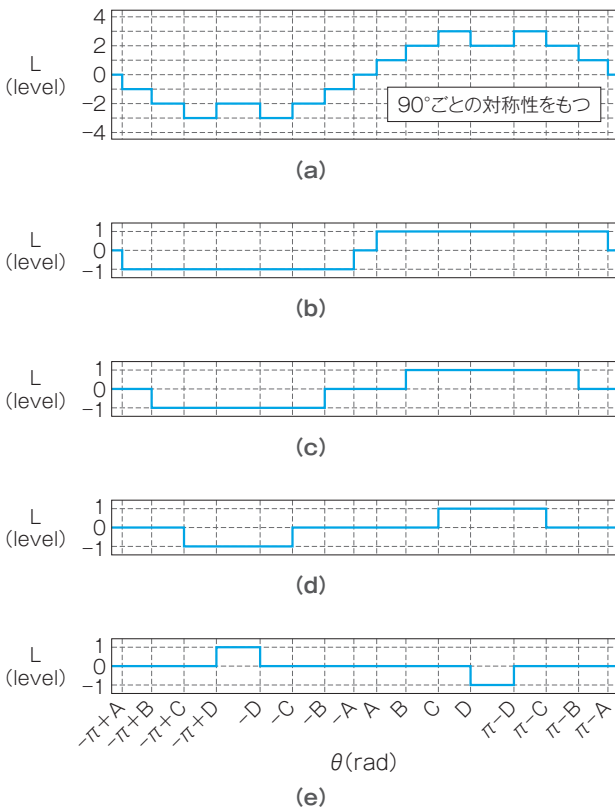 L
(level)
4
2
0
−2
−4
90°ごとの対称性をもつ
(a)
L
(level)
1
0
−1
(b)
L
(level)
1
0
−1
(c)
L
(level)
1
0
−1
(d)
L
(level)
1
0
−1
−π+A
−π+B
−π+C
−π+D
−D
−C
−B
−A
A
B
C
D
π−D
π−C
π−B
π−A
θ(rad)
(e)